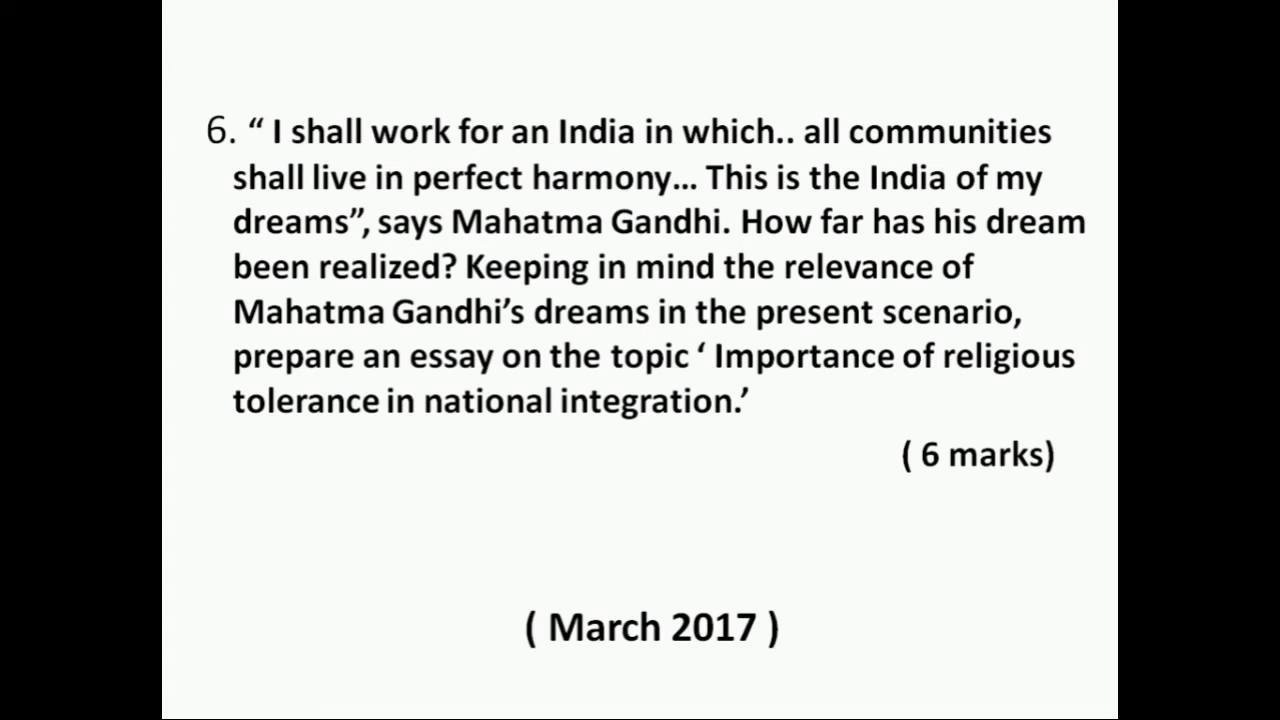 6. “ I shall work for an India in which.. all communities
shall live in perfect harmony… This is the India of my
dreams”, says Mahatma Gandhi. How far has his dream
been realized? Keeping in mind the relevance of
Mahatma Gandhi’s dreams in the present scenario,
prepare an essay on the topic ‘ Importance of religious
tolerance in national integration.’
( 6 marks)
( March 2017 )